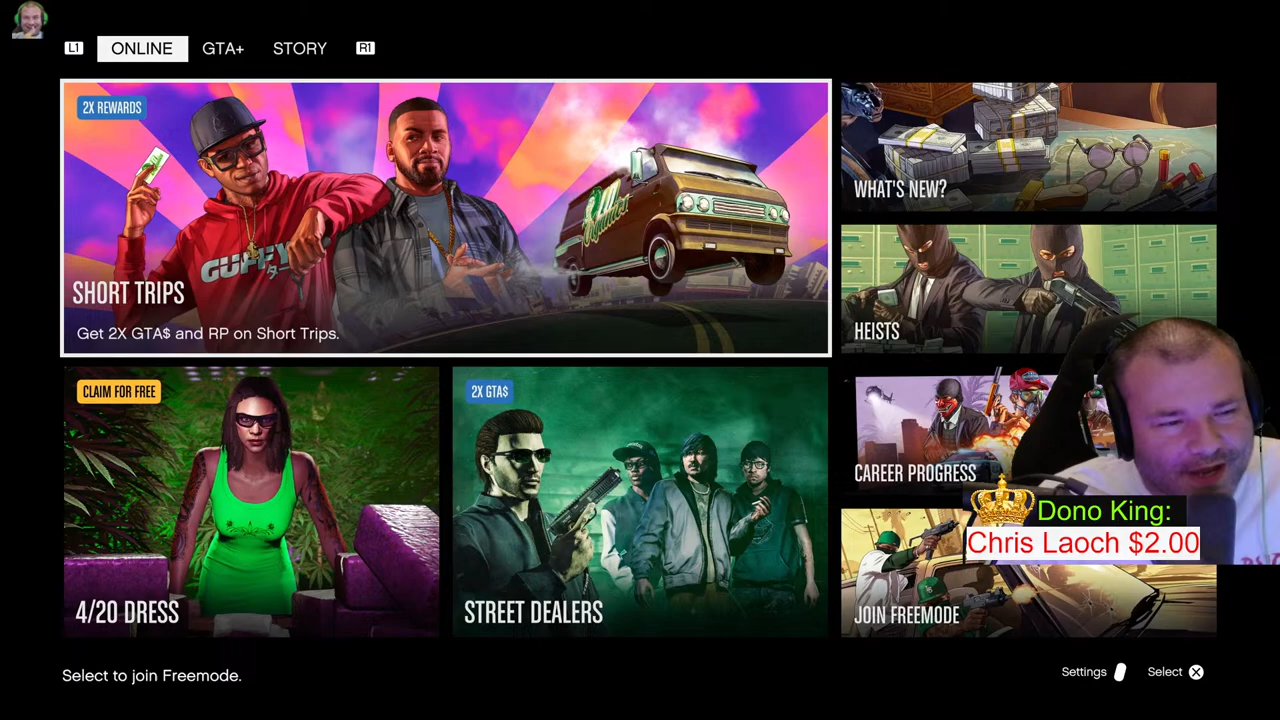 L1
ONLINE
GTA+
STORY
R1
2X REWARDS
GUFFY
SHORT TRIPS
Get 2X GTA$ and RP on Short Trips.
WHAT'S NEW?
HEISTS
CLAIM FOR FREE
4/20 DRESS
2X GTA$
STREET DEALERS
CAREER PROGRESS
Dono King:
Chris Laoch $2.00
JOIN FREEMODE
Select to join Freemode.
Settings
Select